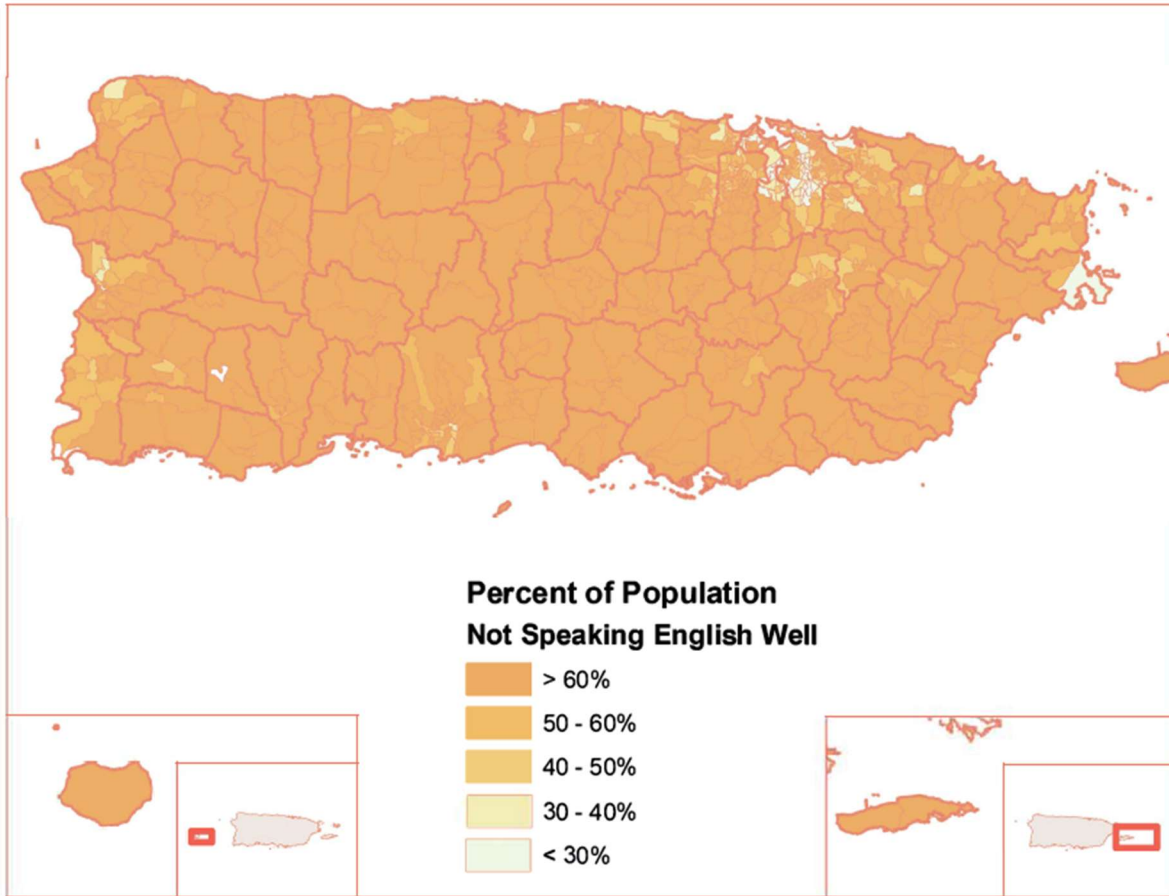 Percent of Population
Not Speaking English Well
> 60%
50 - 60%
40 - 50%
30 - 40%
< 30%